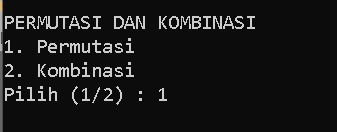 PERMUTASI DAN KOMBINASI
1. Permutasi
2. Kombinasi
Pilih (1/2) : 1